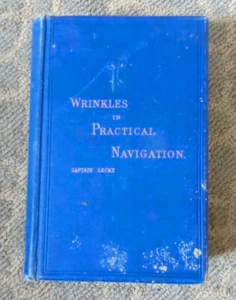 WRINKLES
IN
PRACTICAL
NAVIGATION.
CAPTAIN LECKY